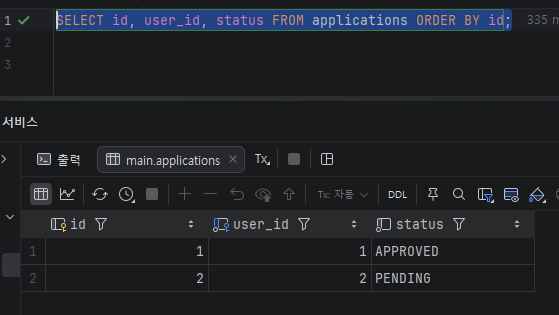 1 SELECT id, user_id, status FROM applications ORDER BY id; 335 m
2
3
서비스
출력 main.applications × Tx
Tx: 자동 DDL
id user_id status
1 1 1 APPROVED
2 2 2 PENDING